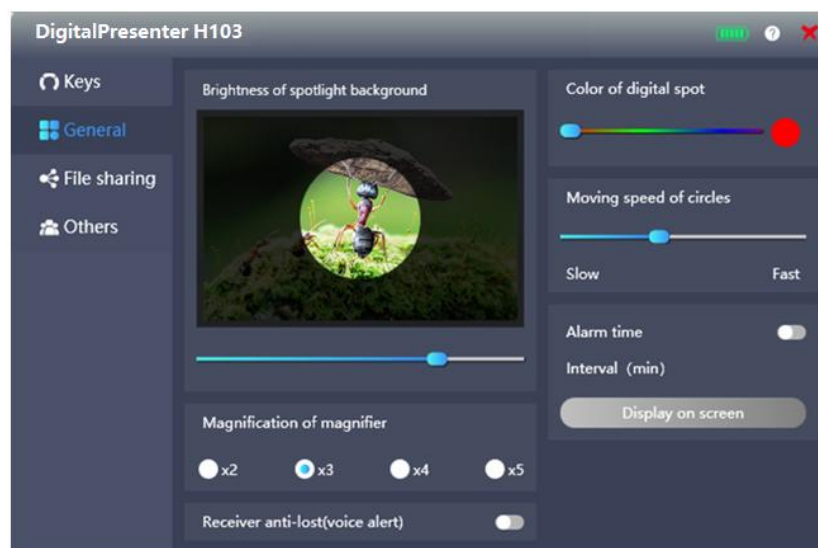 DigitalPresenter H103
?
Keys
General
File sharing
Others
Brightness of spotlight background
Magnification of magnifier
x2 x3 x4 x5
Receiver anti-lost(voice alert)
Color of digital spot
Moving speed of circles
Slow Fast
Alarm time
Interval (min)
Display on screen